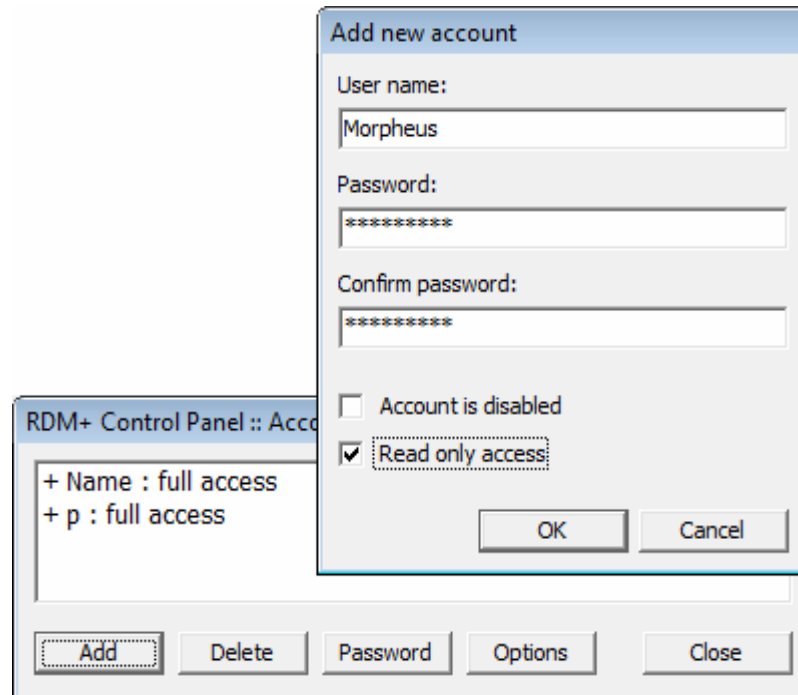 Add new account
User name:
Morpheus
Password:
*********
Confirm password:
*********
Account is disabled
Read only access
OK Cancel
RDM+ Control Panel :: Acco
+ Name : full access
+ p : full access
Add Delete Password Options Close